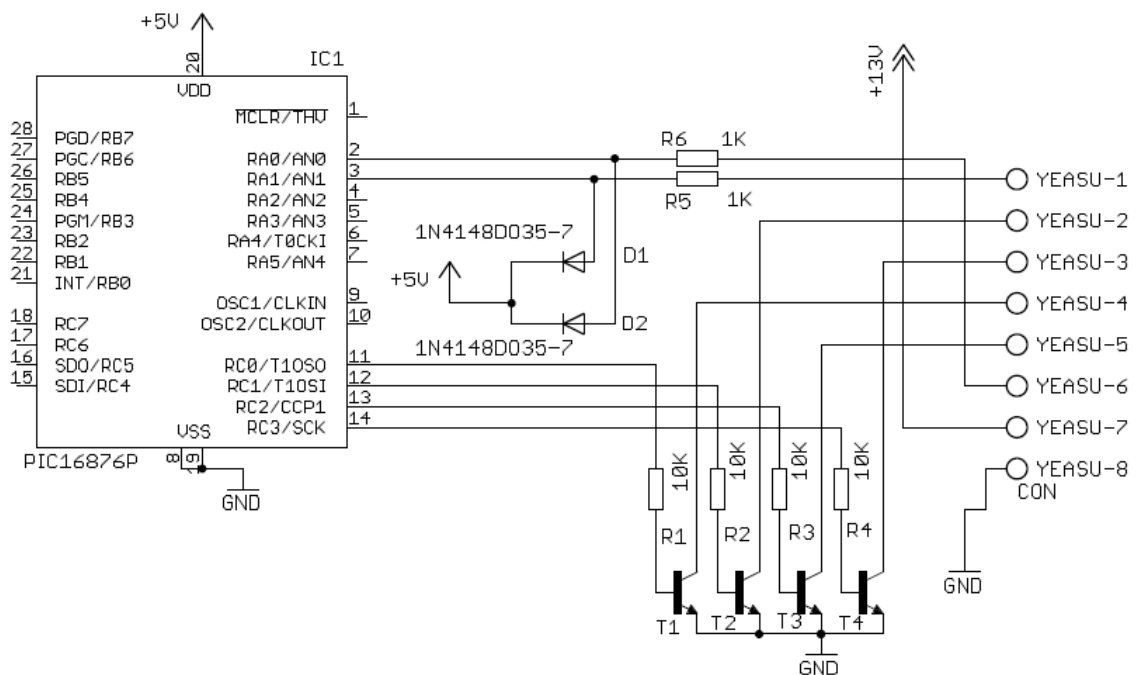 +5V
20
IC1
VDD
+13V
MCLR/THV 1
28 PGD/RB7
27 PGC/RB6
RA0/AN0 2
R6 1K
26 RB5
RA1/AN1 3
YEASU-1
25 RB4
RA2/AN2 4
R5 1K
24 PGM/RB3
RA3/AN3 5
YEASU-2
23 RB2
RA4/T0CKI 6
1N4148DO35-7
22 RB1
RA5/AN4 7
D1
YEASU-3
21 INT/RB0
+5V
OSC1/CLKIN 9
YEASU-4
18 RC7
OSC2/CLKOUT 10
D2
17 RC6
1N4148DO35-7
YEASU-5
16 SDO/RC5
RC0/T1OSO 11
15 SDI/RC4
RC1/T1OSI 12
YEASU-6
RC2/CCP1 13
VSS
RC3/SCK 14
YEASU-7
PIC16876P
8 19
10K 10K 10K 10K
YEASU-8
CON
GND
R1 R2 R3 R4
GND
T1 T2 T3 T4
GND